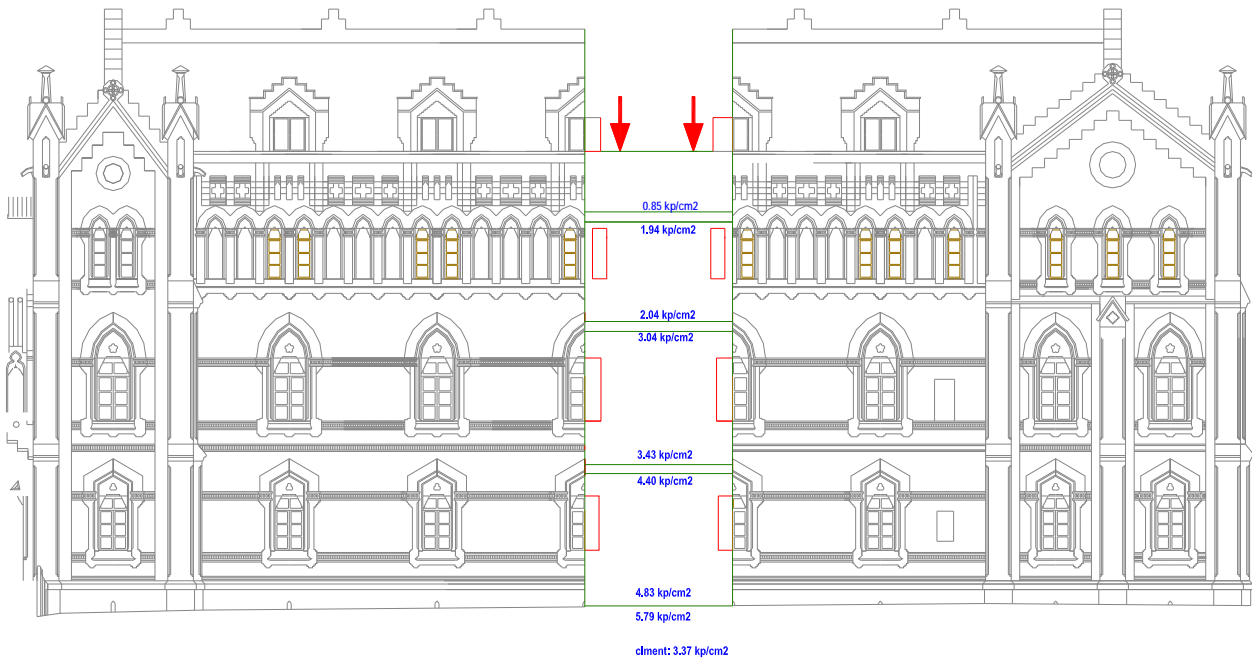 0.85 kp/cm2
1.94 kp/cm2
2.04 kp/cm2
3.04 kp/cm2
3.43 kp/cm2
4.40 kp/cm2
4.83 kp/cm2
5.79 kp/cm2
ciment: 3.37 kp/cm2